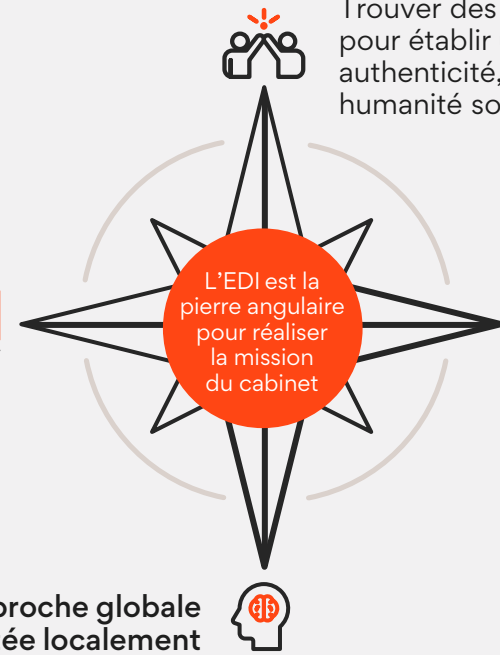 Trouver des
pour établir
authenticité,
humanité so
L'EDI est la
pierre angulaire
pour réaliser
la mission
du cabinet
proche globale
ée localement